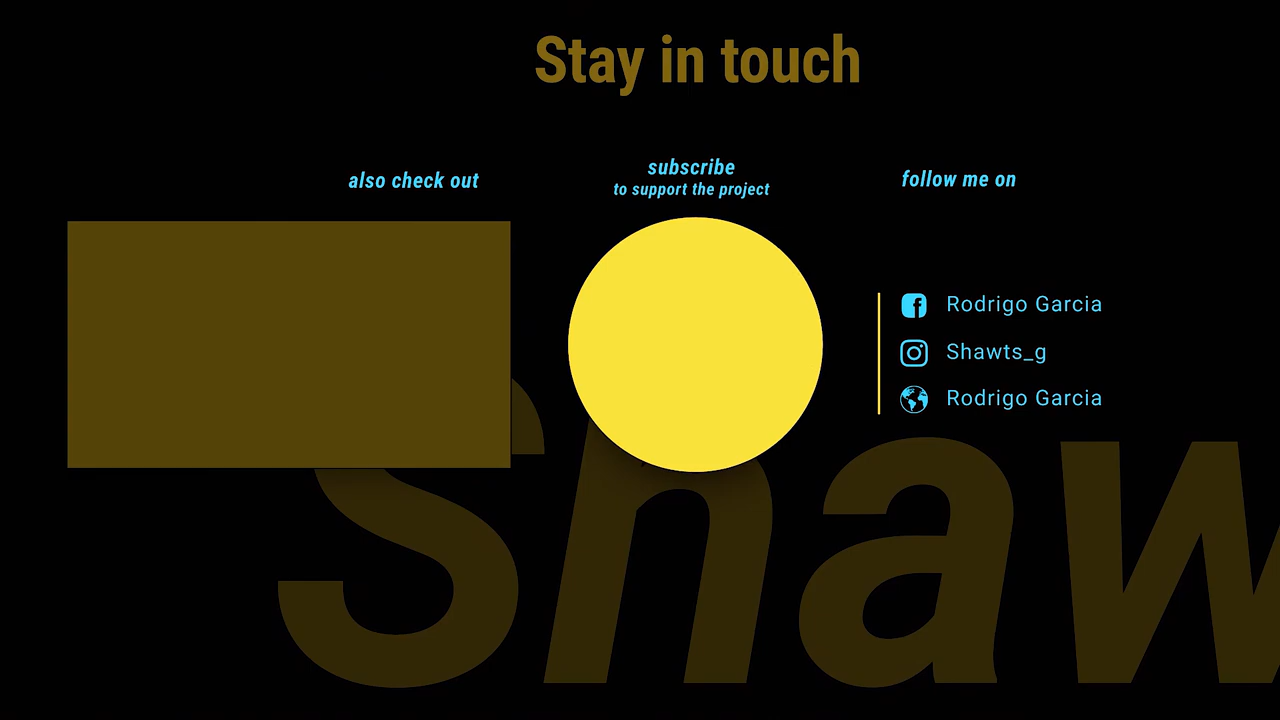 Stay in touch
also check out
subscribe
to support the project
follow me on
Rodrigo Garcia
Shawts_g
Rodrigo Garcia
Shaw